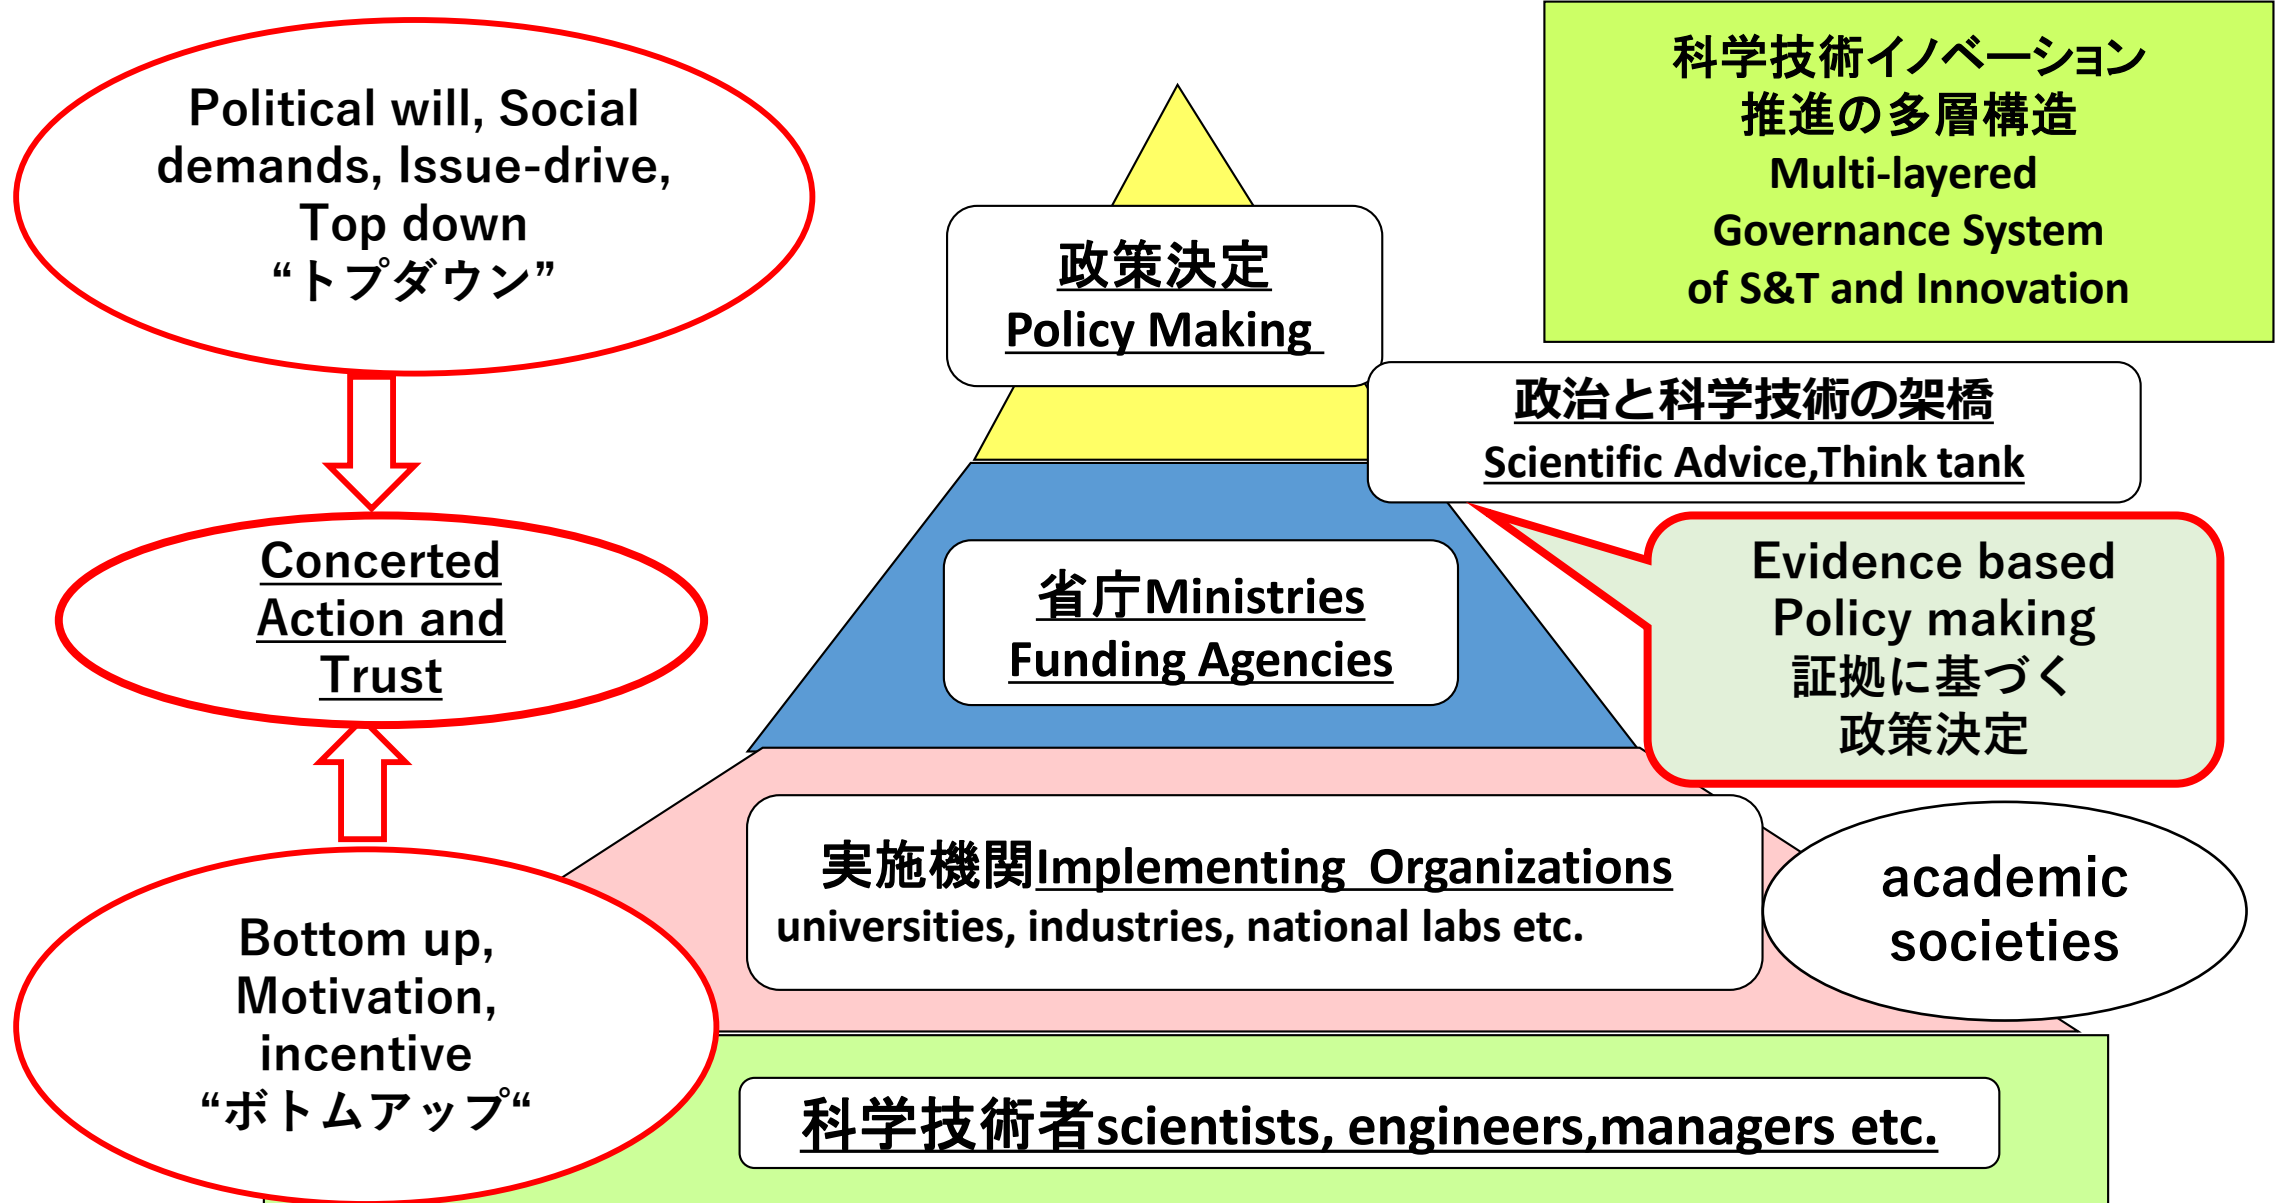 Political will, Social
demands, Issue-drive,
Top down
“トプダウン”
Concerted
Action and
Trust
Bottom up,
Motivation,
incentive
“ボトムアップ“
科学技術イノベーション
推進の多層構造
Multi-layered
Governance System
of S&T and Innovation
政策決定
Policy Making
政治と科学技術の架橋
Scientific Advice,Think tank
Evidence based
Policy making
証拠に基づく
政策決定
省庁Ministries
Funding Agencies
実施機関Implementing Organizations
universities, industries, national labs etc.
academic
societies
科学技術者scientists, engineers,managers etc.